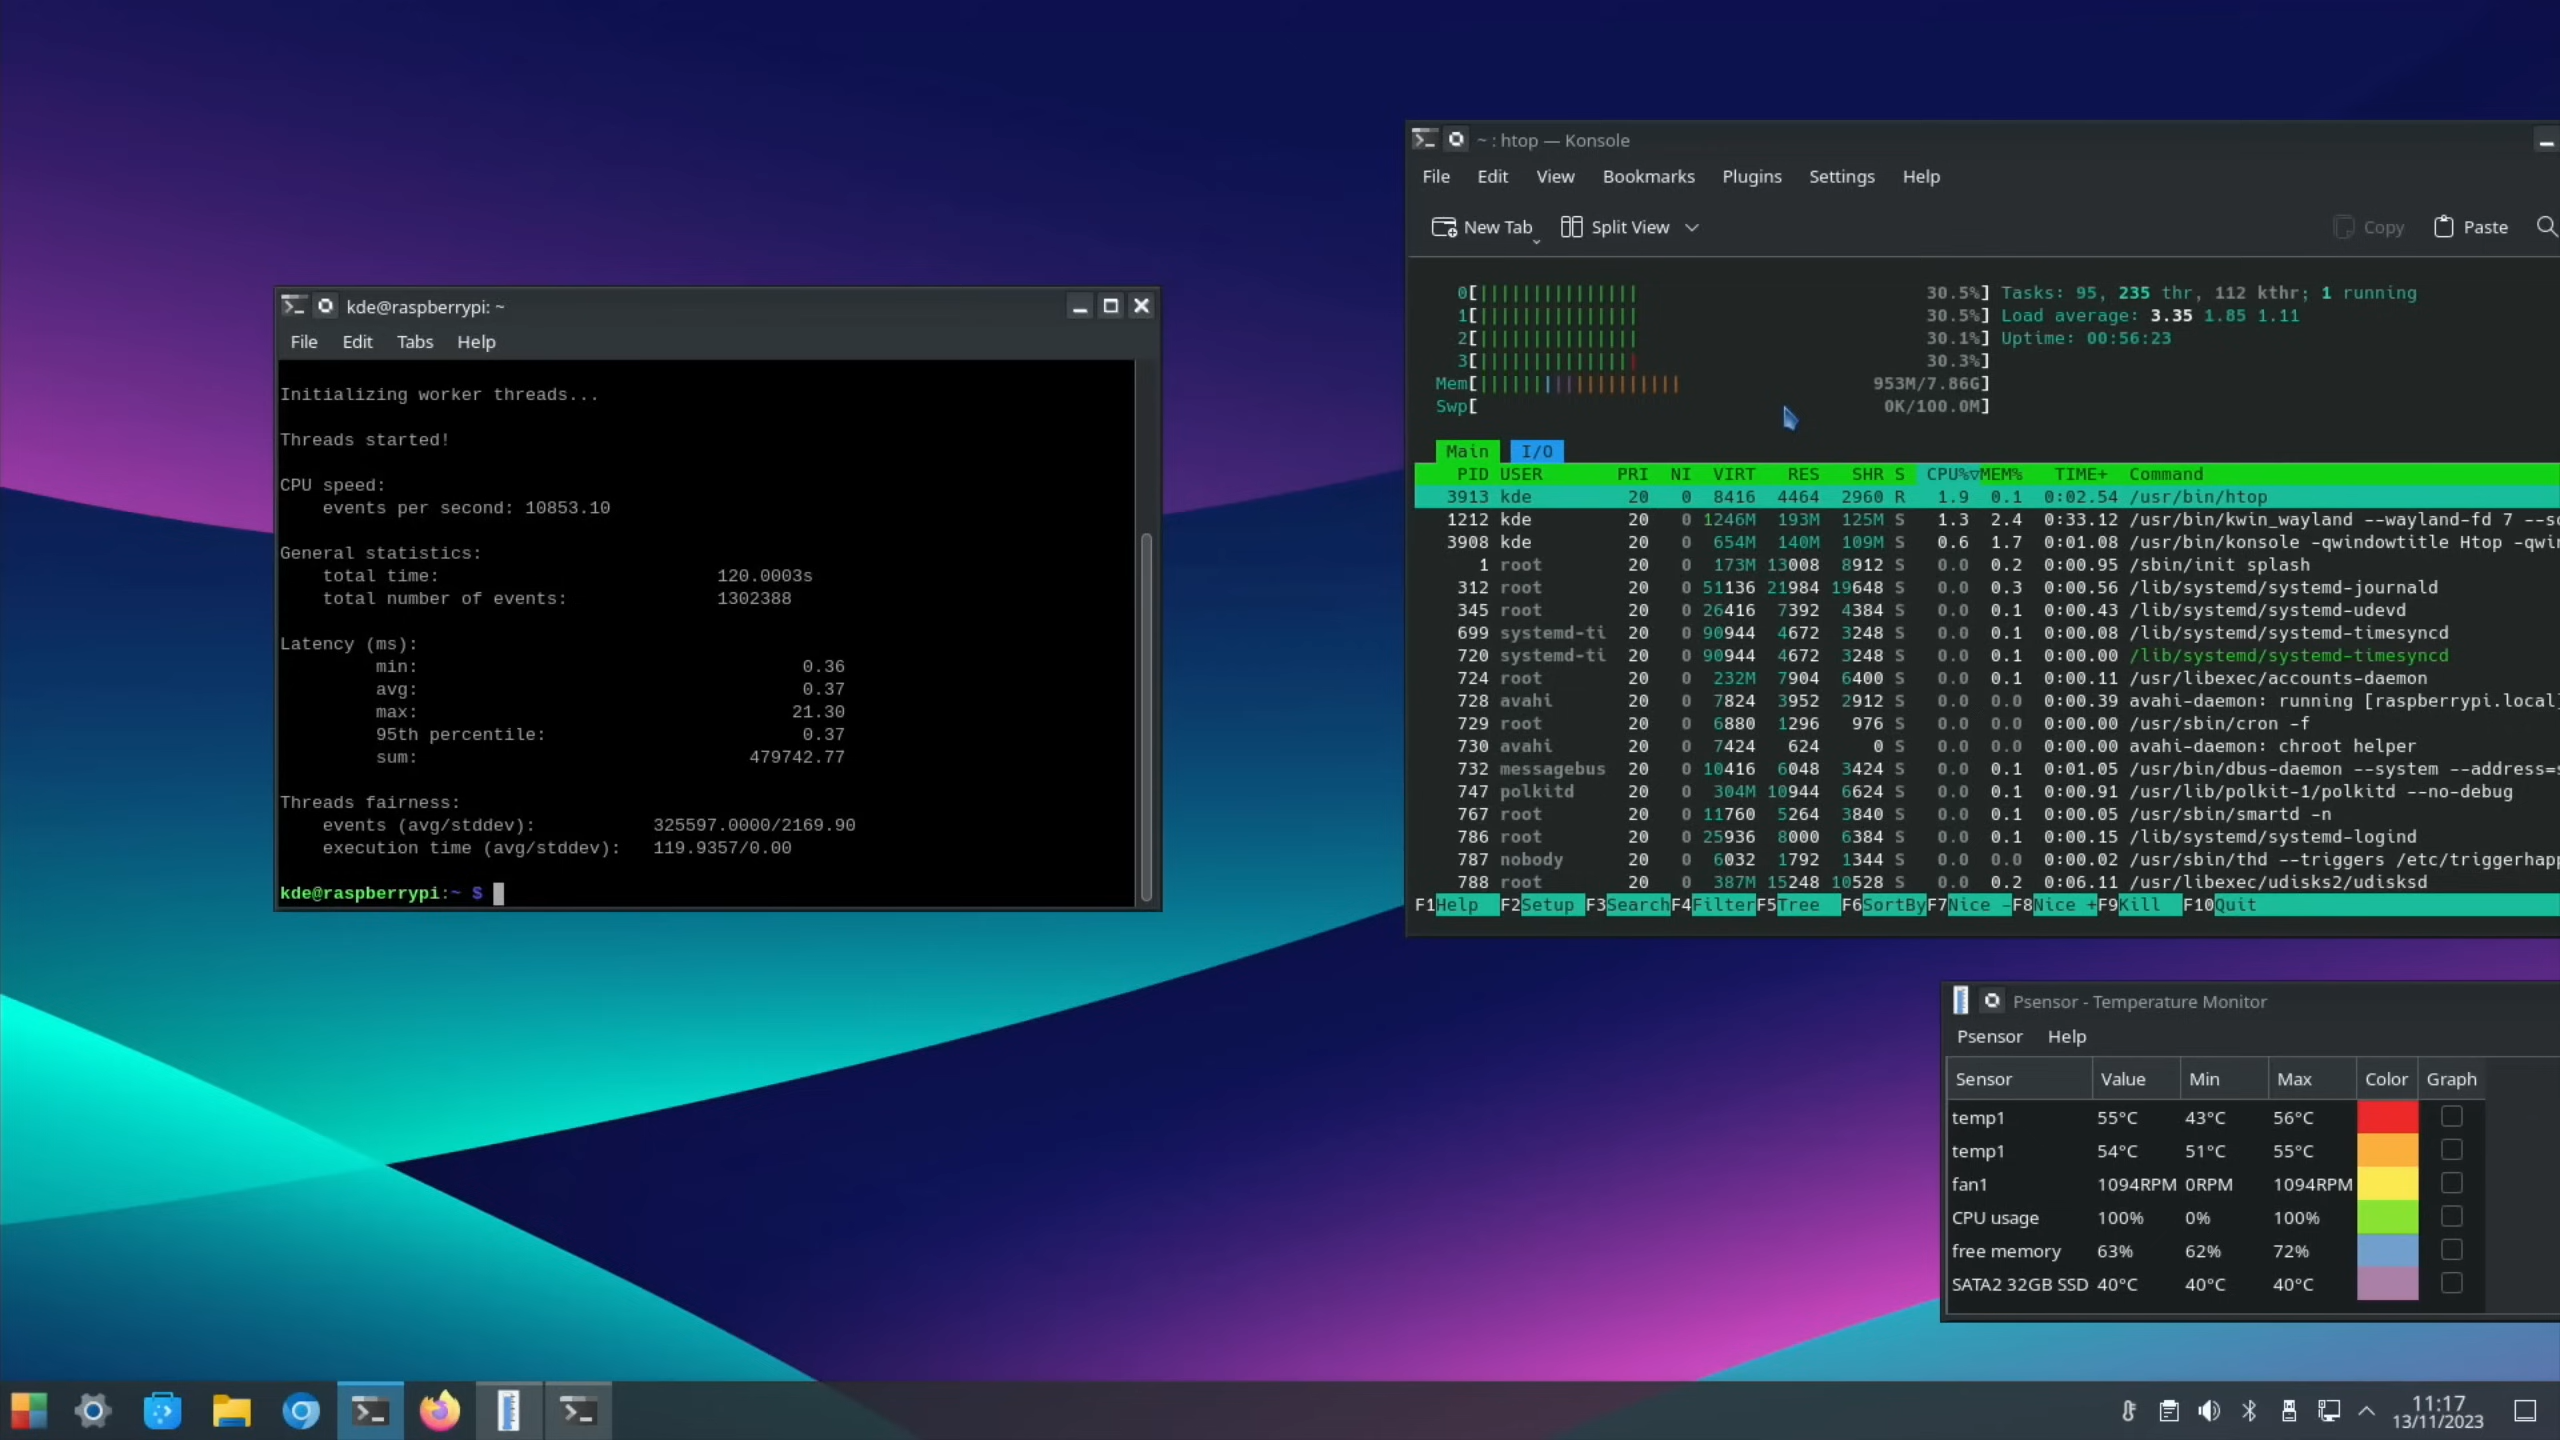 kde@raspberrypi: ~
File Edit Tabs Help
Initializing worker threads...
Threads started!
CPU speed:
events per second: 10853.10
General statistics:
total time: 120.0003s
total number of events: 1302388
Latency (ms):
min: 0.36
avg: 0.37
max: 21.30
95th percentile: 0.37
sum: 479742.77
Threads fairness:
events (avg/stddev): 325597.0000/2169.90
execution time (avg/stddev): 119.9357/0.00
kde@raspberrypi:~ $
~ : htop — Konsole
File Edit View Bookmarks Plugins Settings Help
New Tab Split View Copy Paste
0[||||||||||||||| 30.5%] Tasks: 95, 235 thr, 112 kthr; 1 running
1[||||||||||||||| 30.5%] Load average: 3.35 1.85 1.11
2[||||||||||||||| 30.1%] Uptime: 00:56:23
3[||||||||||||||| 30.3%]
Mem[||||||||||||||||||| 953M/7.86G]
Swp[ 0K/100.0M]
Main I/O
PID USER PRI NI VIRT RES SHR S CPU%▽MEM% TIME+ Command
3913 kde 20 0 8416 4464 2960 R 1.9 0.1 0:02.54 /usr/bin/htop
1212 kde 20 0 1246M 193M 125M S 1.3 2.4 0:33.12 /usr/bin/kwin_wayland --wayland-fd 7 --so
3908 kde 20 0 654M 140M 109M S 0.6 1.7 0:01.08 /usr/bin/konsole -qwindowtitle Htop -qwin
1 root 20 0 173M 13008 8912 S 0.0 0.2 0:00.95 /sbin/init splash
312 root 20 0 51136 21984 19648 S 0.0 0.3 0:00.56 /lib/systemd/systemd-journald
345 root 20 0 26416 7392 4384 S 0.0 0.1 0:00.43 /lib/systemd/systemd-udevd
699 systemd-ti 20 0 90944 4672 3248 S 0.0 0.1 0:00.08 /lib/systemd/systemd-timesyncd
720 systemd-ti 20 0 90944 4672 3248 S 0.0 0.1 0:00.00 /lib/systemd/systemd-timesyncd
724 root 20 0 232M 7904 6400 S 0.0 0.1 0:00.11 /usr/libexec/accounts-daemon
728 avahi 20 0 7824 3952 2912 S 0.0 0.0 0:00.39 avahi-daemon: running [raspberrypi.local]
729 root 20 0 6880 1296 976 S 0.0 0.0 0:00.00 /usr/sbin/cron -f
730 avahi 20 0 7424 624 0 S 0.0 0.0 0:00.00 avahi-daemon: chroot helper
732 messagebus 20 0 10416 6048 3424 S 0.0 0.1 0:01.05 /usr/bin/dbus-daemon --system --address=s
747 polkitd 20 0 304M 10944 6624 S 0.0 0.1 0:00.91 /usr/lib/polkit-1/polkitd --no-debug
767 root 20 0 11760 5264 3840 S 0.0 0.1 0:00.05 /usr/sbin/smartd -n
786 root 20 0 25936 8000 6384 S 0.0 0.1 0:00.15 /lib/systemd/systemd-logind
787 nobody 20 0 6032 1792 1344 S 0.0 0.0 0:00.02 /usr/sbin/thd --triggers /etc/triggerhapp
788 root 20 0 387M 15248 10528 S 0.0 0.2 0:06.11 /usr/libexec/udisks2/udisksd
F1Help F2Setup F3SearchF4FilterF5Tree F6SortByF7Nice -F8Nice +F9Kill F10Quit
Psensor - Temperature Monitor
Psensor Help
Sensor Value Min Max Color Graph
temp1 55°C 43°C 56°C
temp1 54°C 51°C 55°C
fan1 1094RPM 0RPM 1094RPM
CPU usage 100% 0% 100%
free memory 63% 62% 72%
SATA2 32GB SSD 40°C 40°C 40°C
11:17
13/11/2023